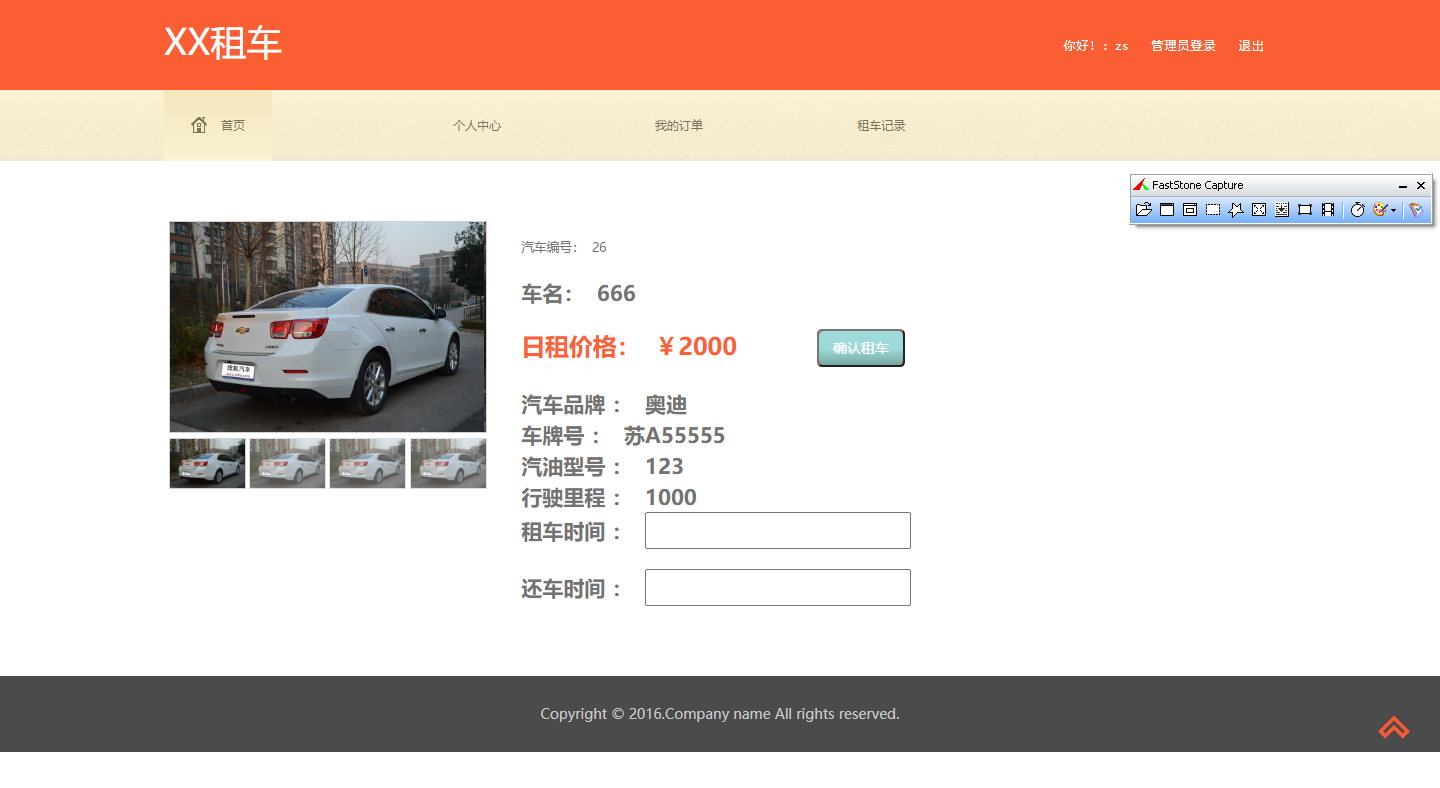 XX租车
你好！：zs 管理员登录 退出
首页 个人中心 我的订单 租车记录
FastStone Capture
汽车编号： 26
车名： 666
日租价格： ￥2000
确认租车
汽车品牌 ： 奥迪
车牌号 ： 苏A55555
汽油型号 ： 123
行驶里程 ： 1000
租车时间 ：
还车时间 ：
搜狐汽车
Copyright © 2016.Company name All rights reserved.